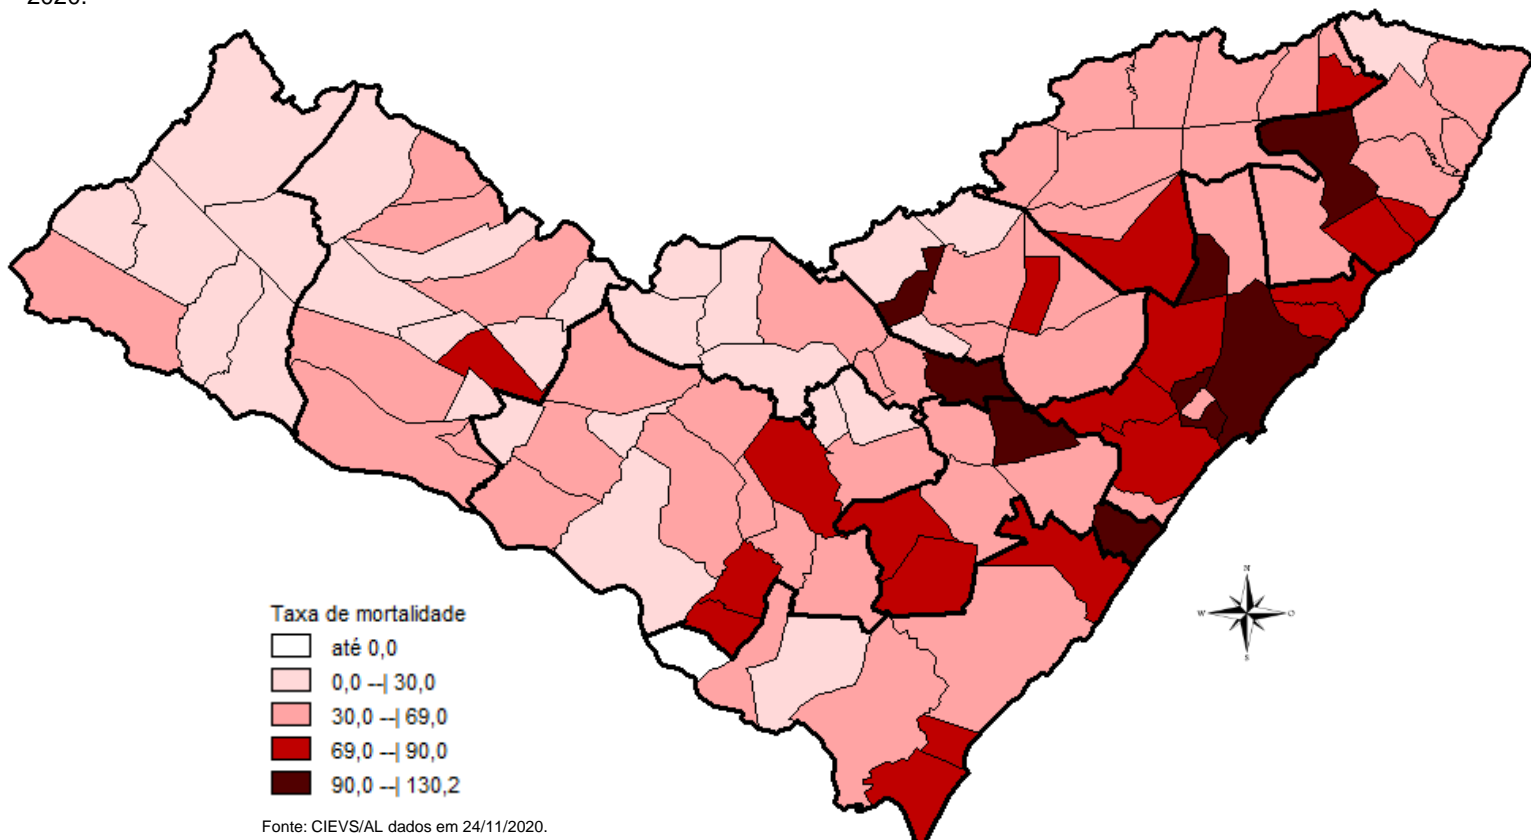 2020.
N
W
O
S
Taxa de mortalidade
até 0,0
0,0 --| 30,0
30,0 --| 69,0
69,0 --| 90,0
90,0 --| 130,2
Fonte: CIEVS/AL dados em 24/11/2020.